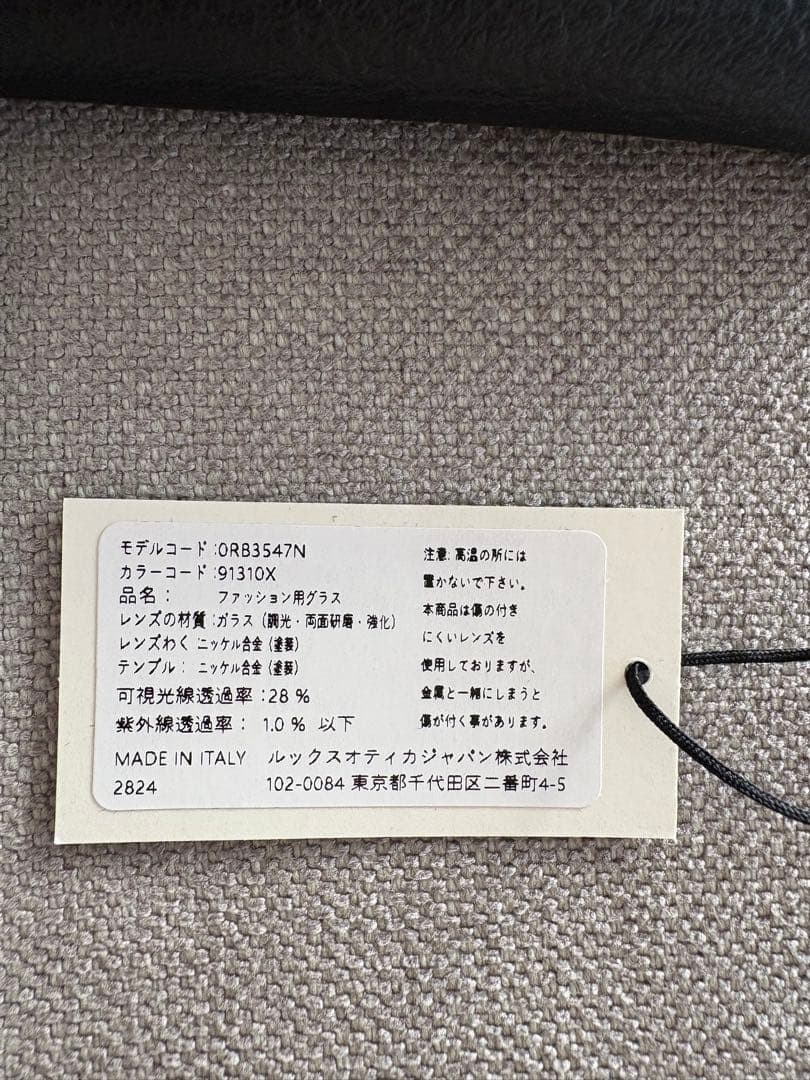 モデルコード:0RB3547N
カラーコード:91310X
品名： ファッション用グラス
レンズの材質:ガラス（調光・両面研磨・強化）
レンズわく:ニッケル合金（塗装）
テンプル： ニッケル合金（塗装）
可視光線透過率:28 %
紫外線透過率： 1.0 % 以下
MADE IN ITALY ルックスオティカジャパン株式会社
2824 102-0084 東京都千代田区二番町4-5
注意: 高温の所には
置かないで下さい。
本商品は傷の付き
にくいレンズを
使用しておりますが、
金属と一緒にしまうと
傷が付く事があります。